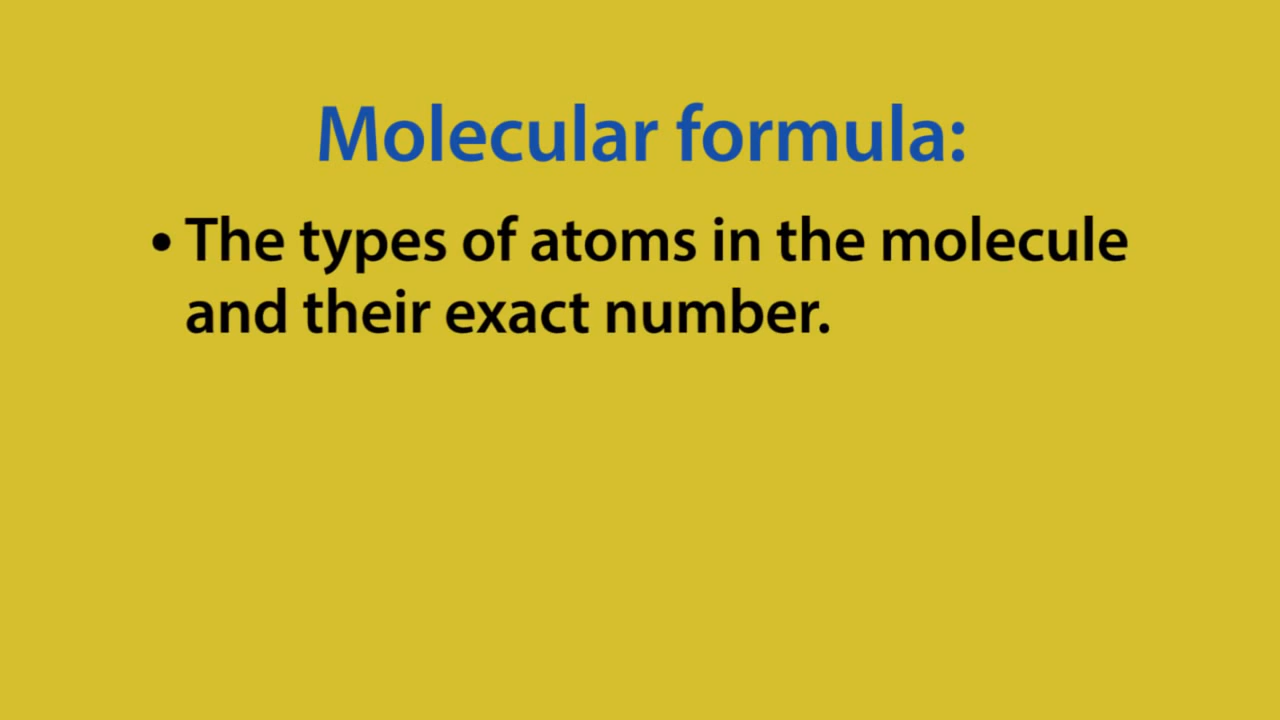 Molecular formula:
• The types of atoms in the molecule
and their exact number.